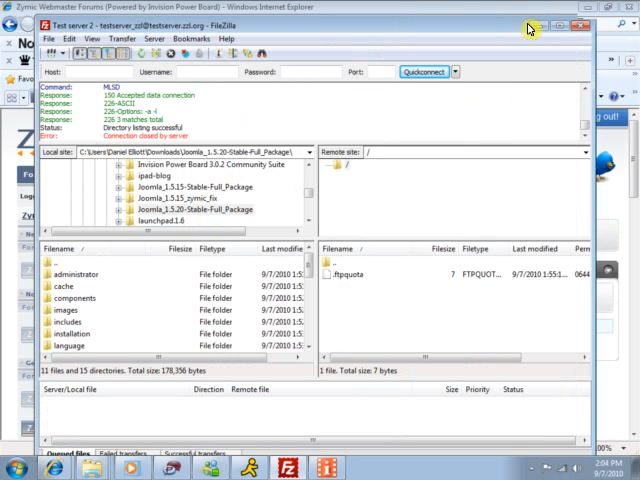 Zymic Webmaster Forums (Powered by Invision Power Board) - Windows Internet Explorer
Test server 2 - testserver_zzl@testserver.zzl.org - FileZilla
File Edit View Transfer Server Bookmarks Help
Host: Username: Password: Port: Quickconnect
Command: MLSD
Response: 150 Accepted data connection
Response: 226-ASCII
Response: 226-Options: -a -l
Response: 226 3 matches total
Status: Directory listing successful
Error: Connection closed by server
Local site: C:\Users\Daniel Elliott\Downloads\Joomla_1.5.20-Stable-Full_Package\
Remote site: /
Invision Power Board 3.0.2 Community Suite
ipad-blog
Joomla_1.5.15-Stable-Full_Package
Joomla_1.5.15_zymic_fix
Joomla_1.5.20-Stable-Full_Package
launchpad.1.6
/
Filename / Filesize Filetype Last modifie
..
administrator File folder 9/7/2010 1:5
cache File folder 9/7/2010 1:5
components File folder 9/7/2010 1:5
images File folder 9/7/2010 1:5
includes File folder 9/7/2010 1:5
installation File folder 9/7/2010 1:5
language File folder 9/7/2010 1:5
11 files and 15 directories. Total size: 178,356 bytes
Filename / Filesize Filetype Last modified Perm
..
.ftpquota 7 FTPQUOT... 9/7/2010 1:55:1... 0644
1 file. Total size: 7 bytes
Server/Local file Direction Remote file Size Priority Status
Queued files Failed transfers Successful transfers
No
Favo
out!
00%
2:04 PM
9/7/2010